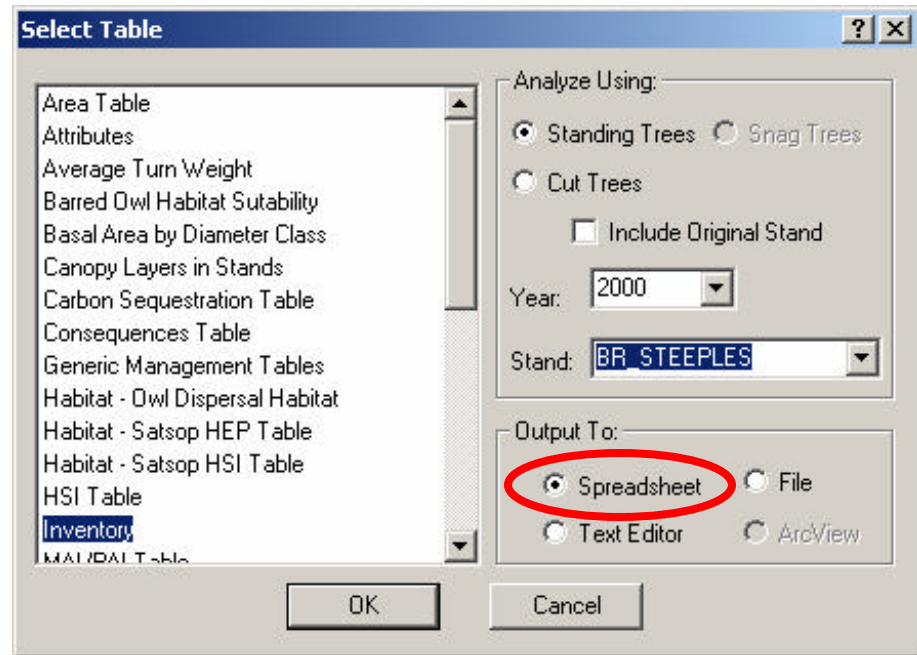 Select Table
Area Table
Attributes
Average Turn Weight
Barred Owl Habitat Sutability
Basal Area by Diameter Class
Canopy Layers in Stands
Carbon Sequestration Table
Consequences Table
Generic Management Tables
Habitat - Owl Dispersal Habitat
Habitat - Satsop HEP Table
Habitat - Satsop HSI Table
HSI Table
Inventory
MAI/PAI Table
Analyze Using:
Standing Trees Snag Trees
Cut Trees
Include Original Stand
Year: 2000
Stand: BR_STEEPLES
Output To:
Spreadsheet File
Text Editor ArcView
OK Cancel